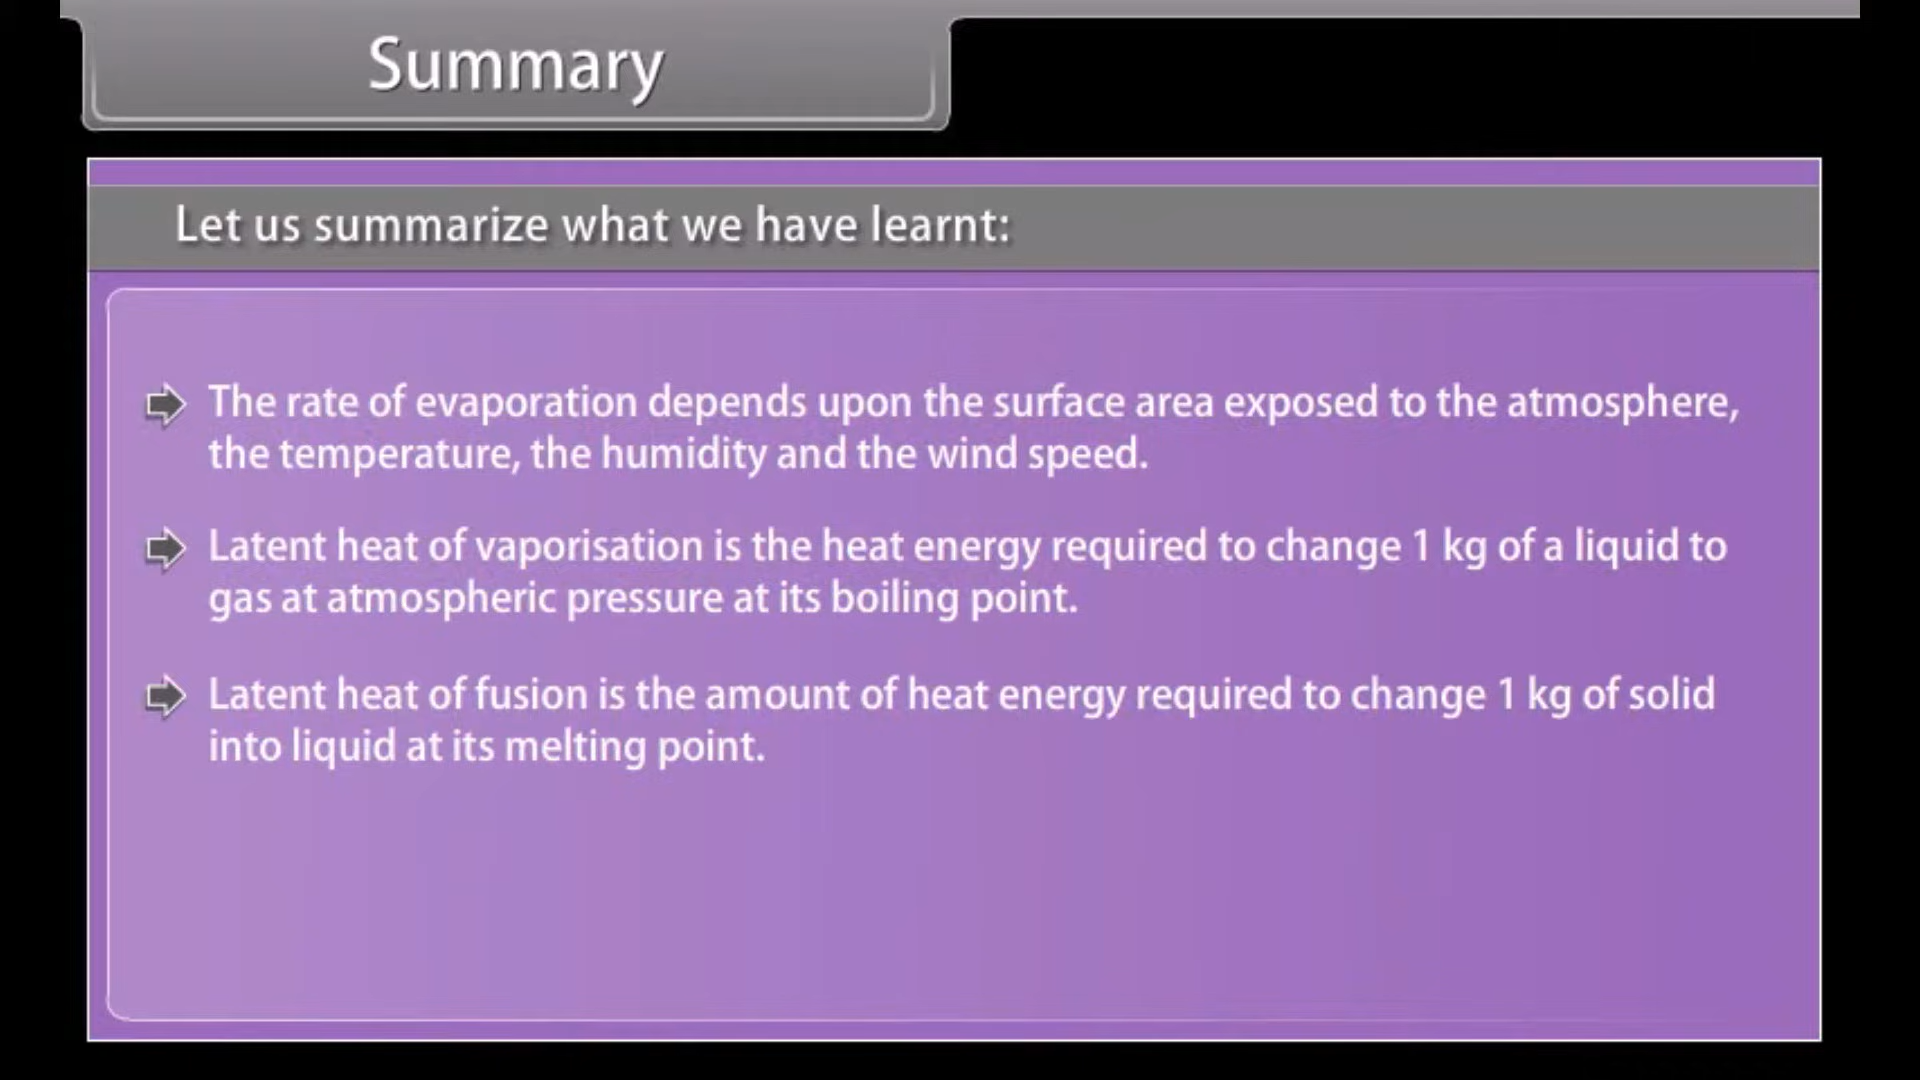 Summary
Let us summarize what we have learnt:
The rate of evaporation depends upon the surface area exposed to the atmosphere,
the temperature, the humidity and the wind speed.
Latent heat of vaporisation is the heat energy required to change 1 kg of a liquid to
gas at atmospheric pressure at its boiling point.
Latent heat of fusion is the amount of heat energy required to change 1 kg of solid
into liquid at its melting point.